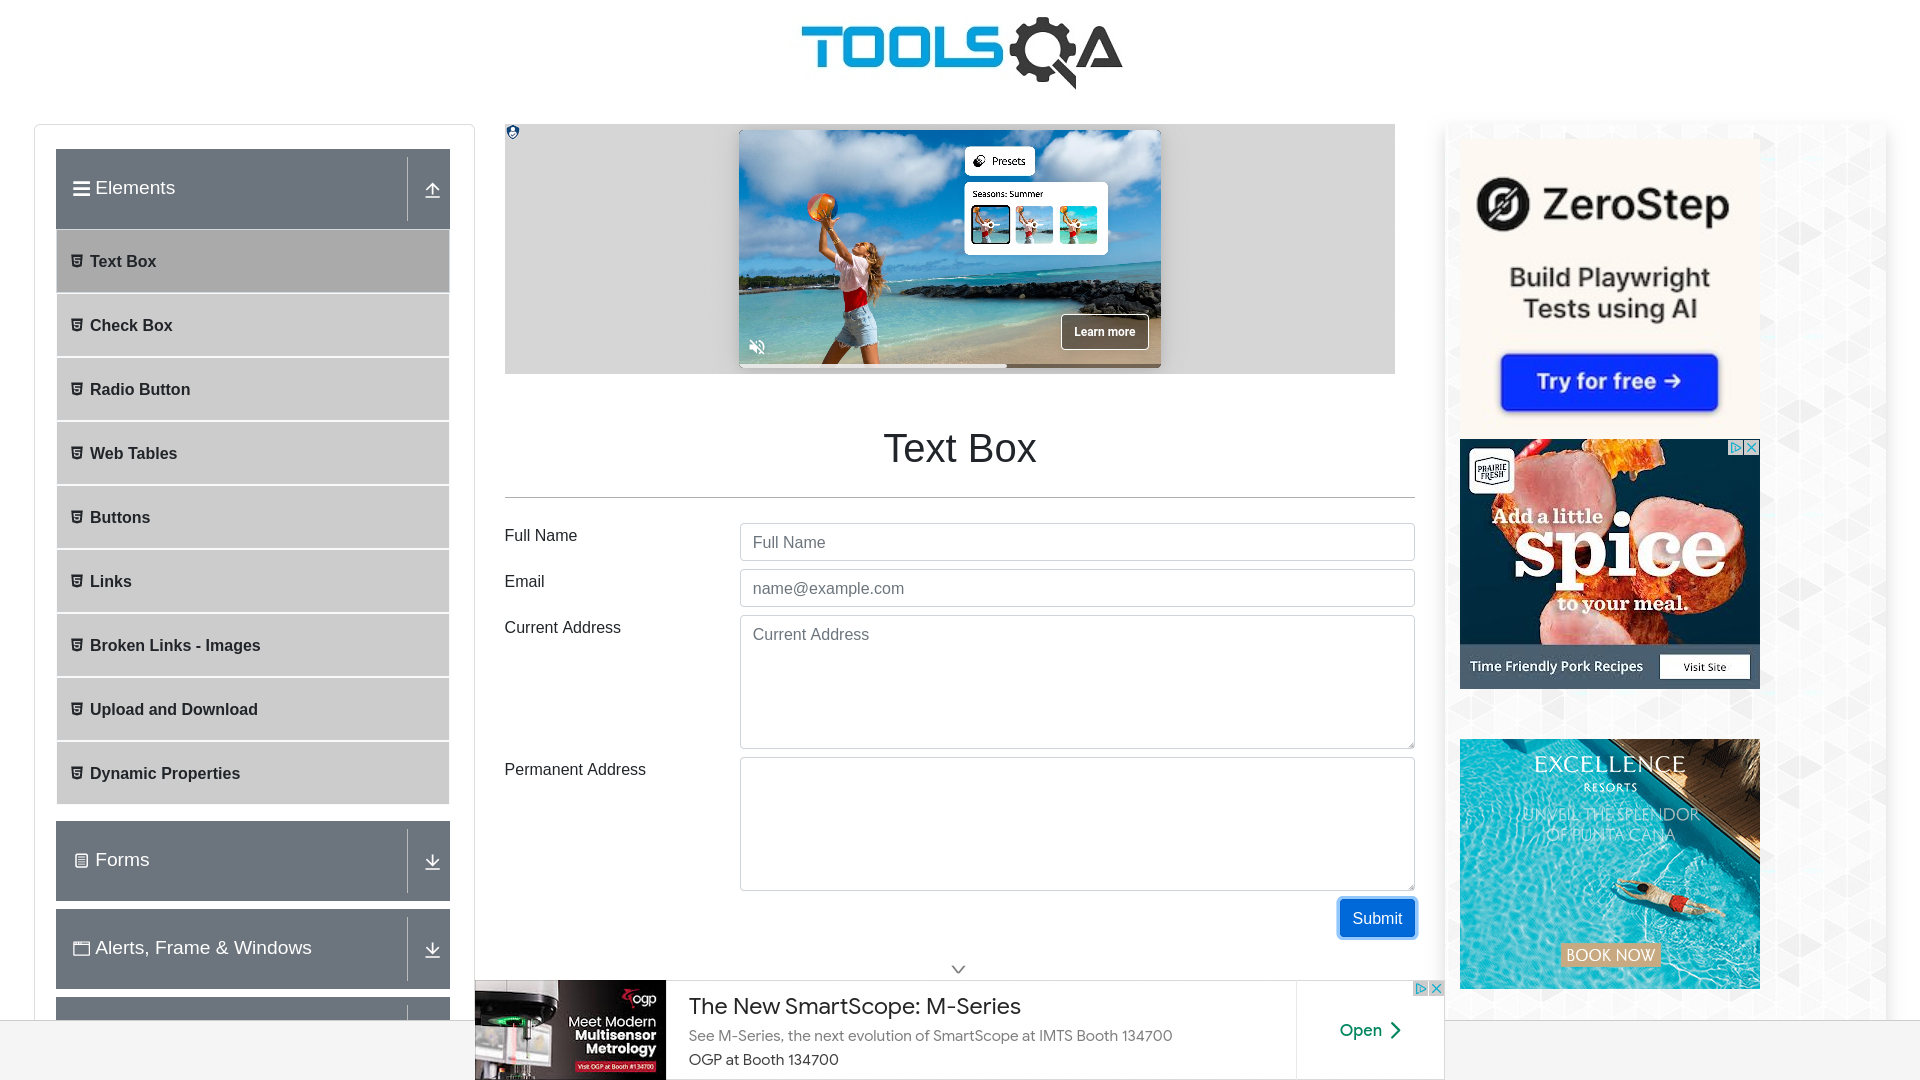 TOOLSQA
Elements
Text Box
Check Box
Radio Button
Web Tables
Buttons
Links
Broken Links - Images
Upload and Download
Dynamic Properties
Forms
Alerts, Frame & Windows
Presets
Seasons: Summer
Learn more
Text Box
Full Name
Full Name
Email
name@example.com
Current Address
Current Address
Permanent Address
Submit
ogp
Meet Modern
Multisensor
Metrology
Visit OGP at Booth #134700
The New SmartScope: M-Series
See M-Series, the next evolution of SmartScope at IMTS Booth 134700
OGP at Booth 134700
Open
ZeroStep
Build Playwright
Tests using AI
Try for free →
PRAIRIE
FRESH
Add a little
spice
to your meal.
Time Friendly Pork Recipes
Visit Site
EXCELLENCE
RESORTS
UNVEIL THE SPLENDOR
OF PUNTA CANA
BOOK NOW